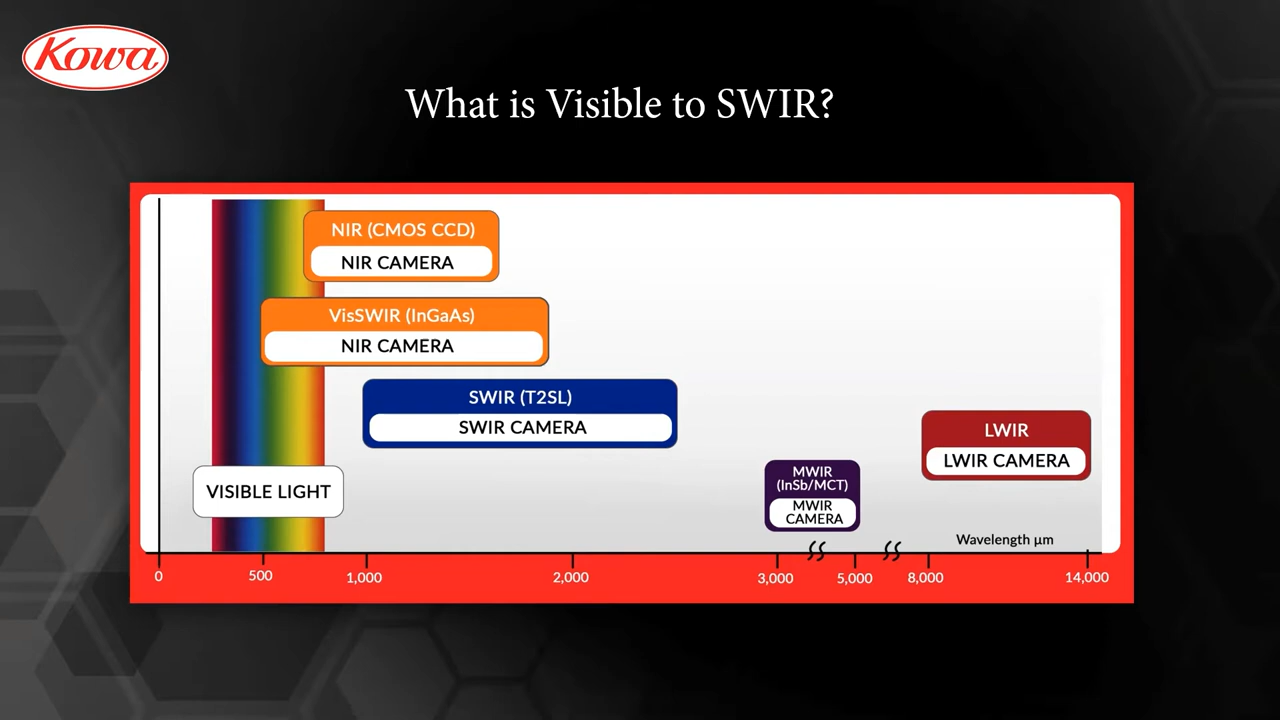 Kowa
What is Visible to SWIR?
NIR (CMOS CCD)
NIR CAMERA
VisSWIR (InGaAs)
NIR CAMERA
SWIR (T2SL)
SWIR CAMERA
LWIR
LWIR CAMERA
MWIR
(InSb/MCT)
MWIR
CAMERA
VISIBLE LIGHT
Wavelength µm
0 500 1,000 2,000 3,000 5,000 8,000 14,000